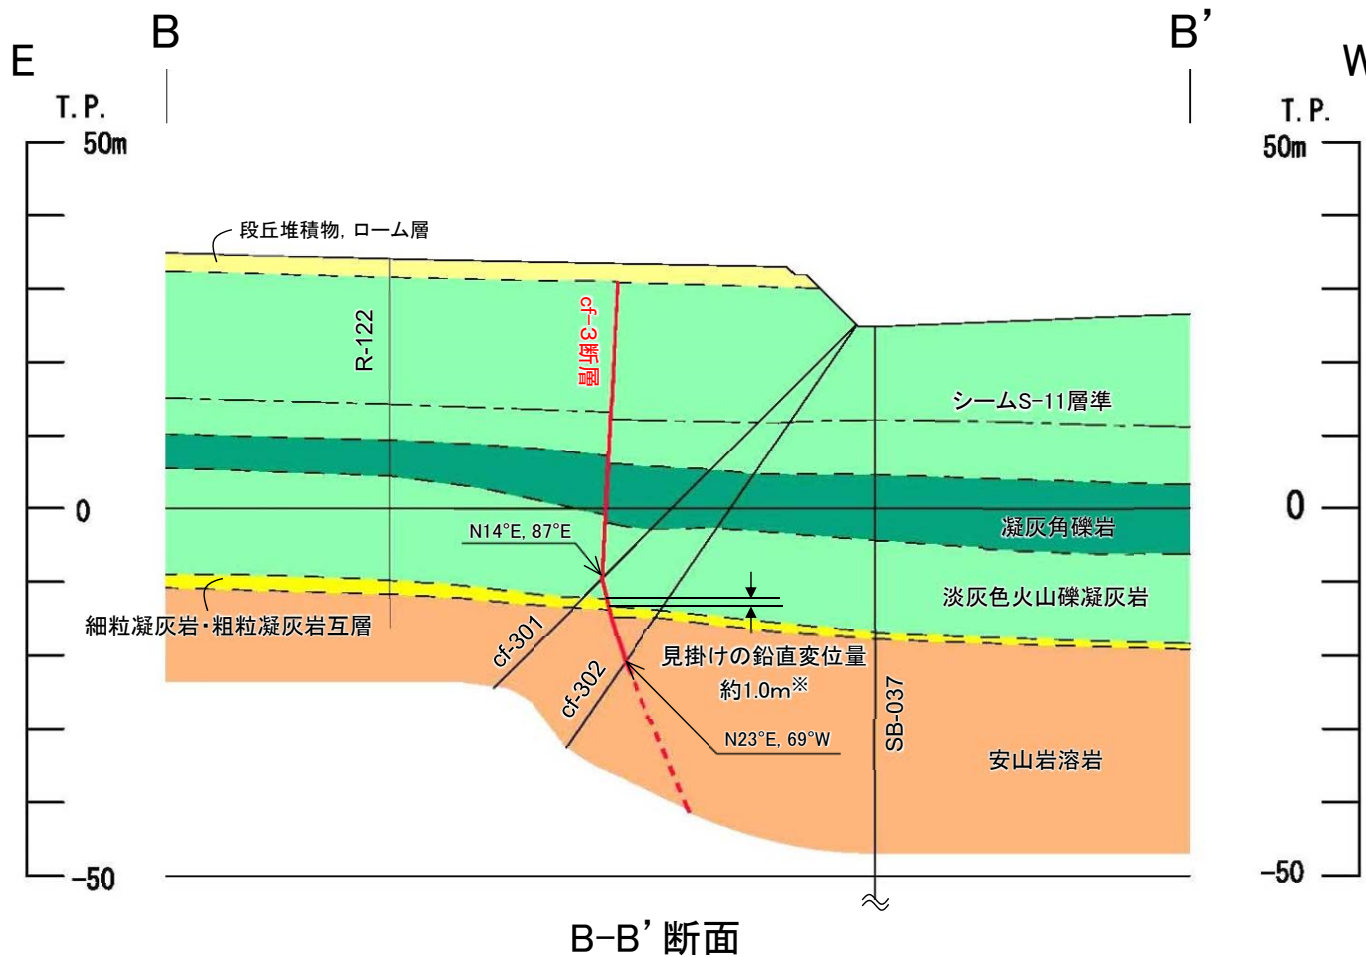 B
B’
E
W
T.P.
T.P.
50m
50m
段丘堆積物, ローム層
R-122
cf-3断層
シームS-11層準
0
0
凝灰角礫岩
N14°E, 87°E
淡灰色火山礫凝灰岩
細粒凝灰岩・粗粒凝灰岩互層
cf-301
cf-302
見掛けの鉛直変位量
約1.0m※
SB-037
N23°E, 69°W
安山岩溶岩
-50
-50
B-B’断面